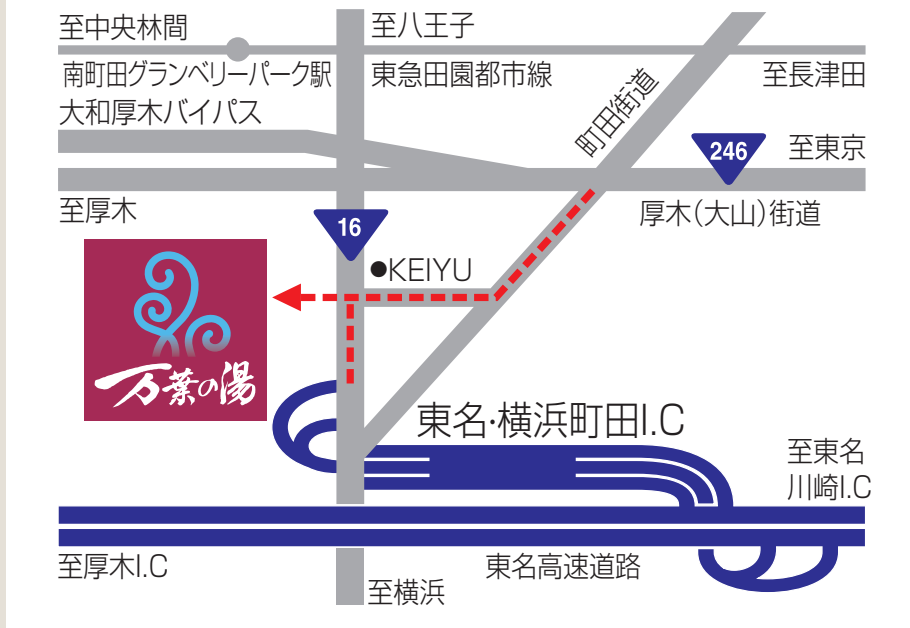 至中央林間
至八王子
南町田グランベリーパーク駅
東急田園都市線
至長津田
大和厚木バイパス
町田街道
246
至東京
至厚木
厚木(大山)街道
16
●KEIYU
万葉の湯
東名·横浜町田I.C
至東名
川崎I.C
至厚木I.C
東名高速道路
至横浜